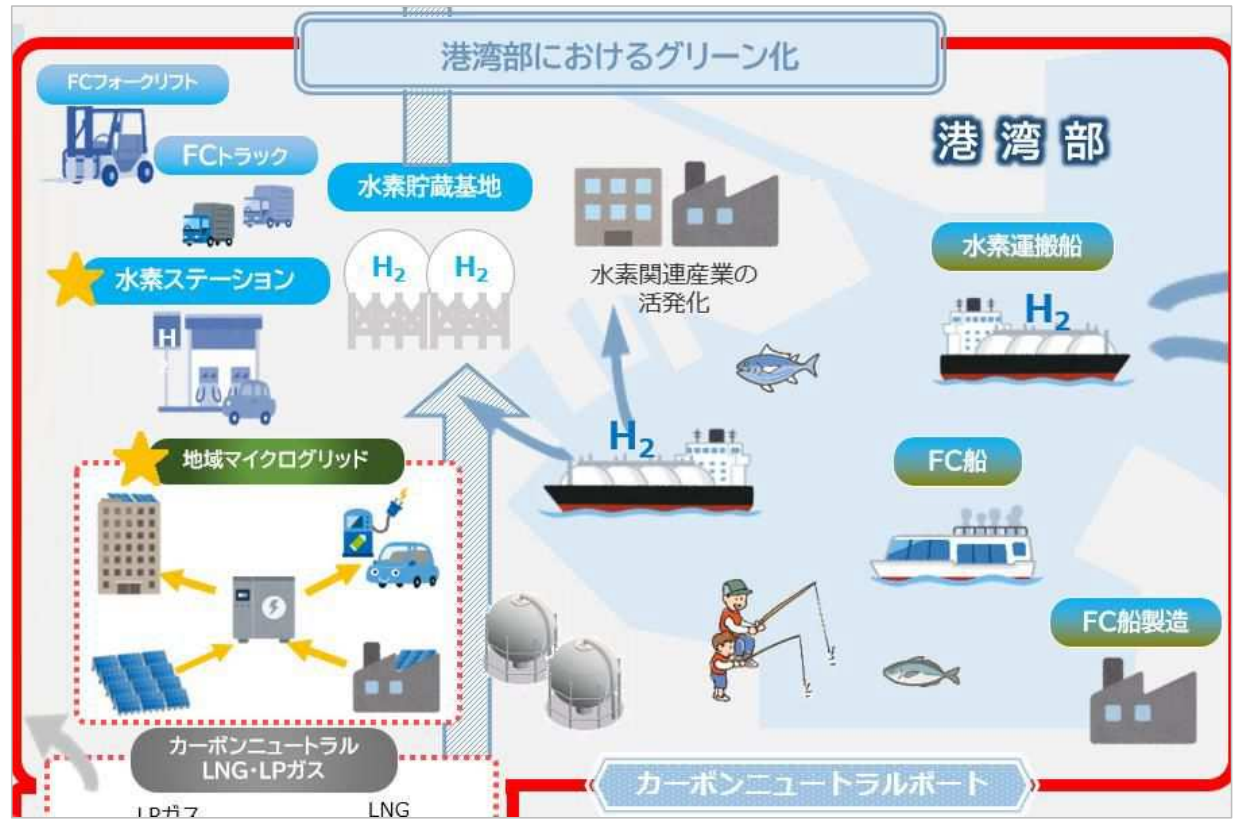 港湾部におけるグリーン化
FCフォークリフト
港湾部
FCトラック
水素貯蔵基地
水素運搬船
H2 H2
水素関連産業の
活発化
水素ステーション
H2
H
H2
地域マイクログリッド
FC船
FC船製造
カーボンニュートラル
LNG・LPガス
カーボンニュートラルポート
LPガス
LNG